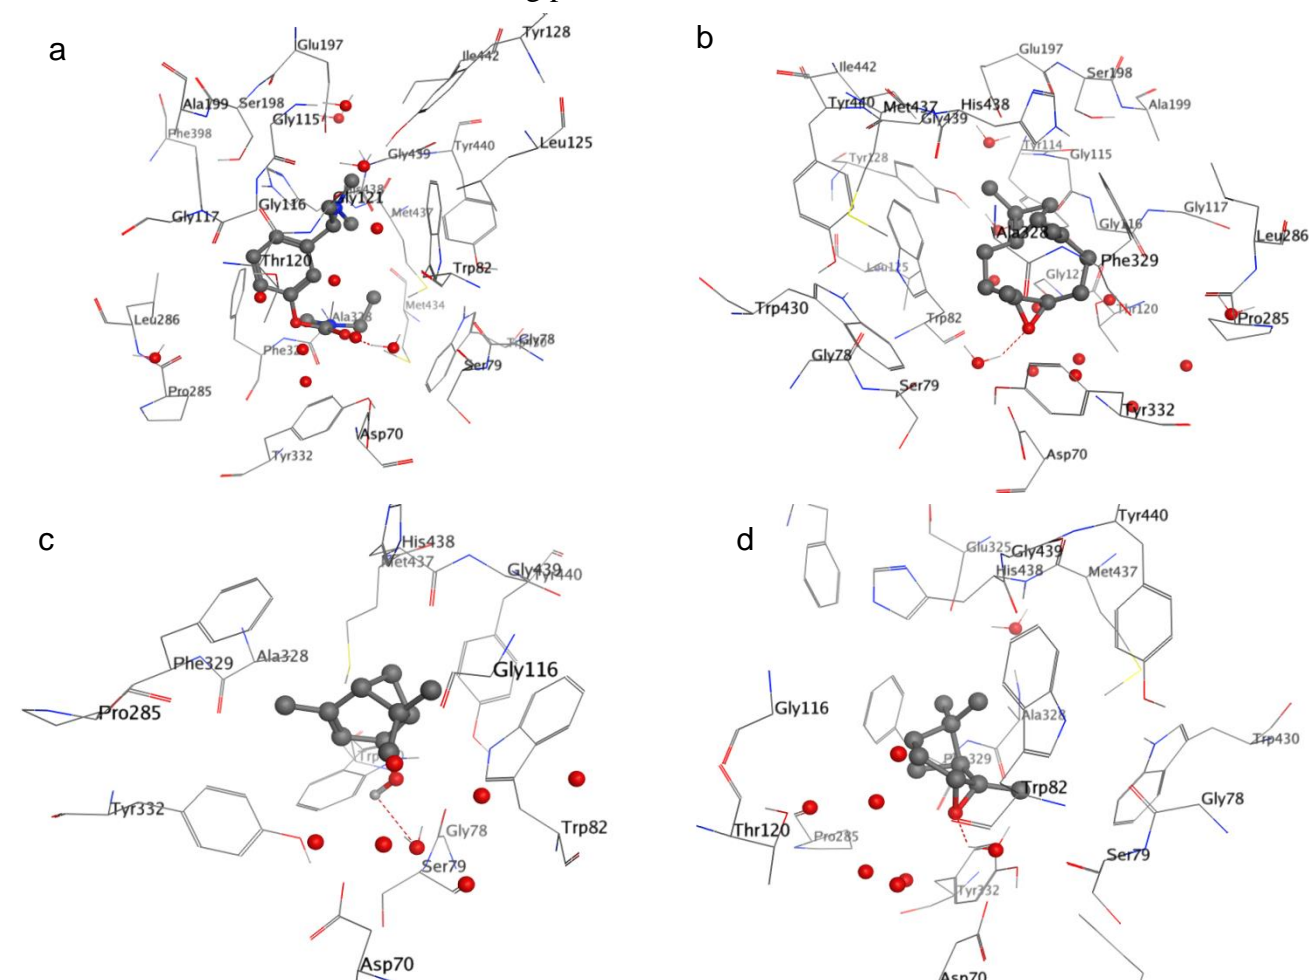 a
Glu197
Tyr128
Ile442
Ala199
Ser198
Gly115
Phe398
Leu125
Gly439
Tyr440
Gly121
Gly117
Gly116
Met437
Thr120
Trp82
Met434
Leu286
Ala328
Gly78
Ser79
Pro285
Asp70
Tyr332
b
Glu197
Ile442
Ser198
Tyr440
Met437
His438
Ala199
Gly439
Tyr114
Gly115
Tyr128
Gly117
Gly116
Ala328
Leu286
Phe329
Leu125
Trp430
Thr120
Trp82
Pro285
Gly78
Ser79
Tyr332
Asp70
c
His438
Met437
Gly439
Tyr440
Phe329
Ala328
Gly116
Pro285
Tyr332
Gly78
Trp82
Ser79
Asp70
d
Tyr440
Glu325
Gly439
His438
Met437
Gly116
Ala328
Trp430
Trp82
Gly78
Thr120
Pro285
Ser79
Tyr332
Asp70